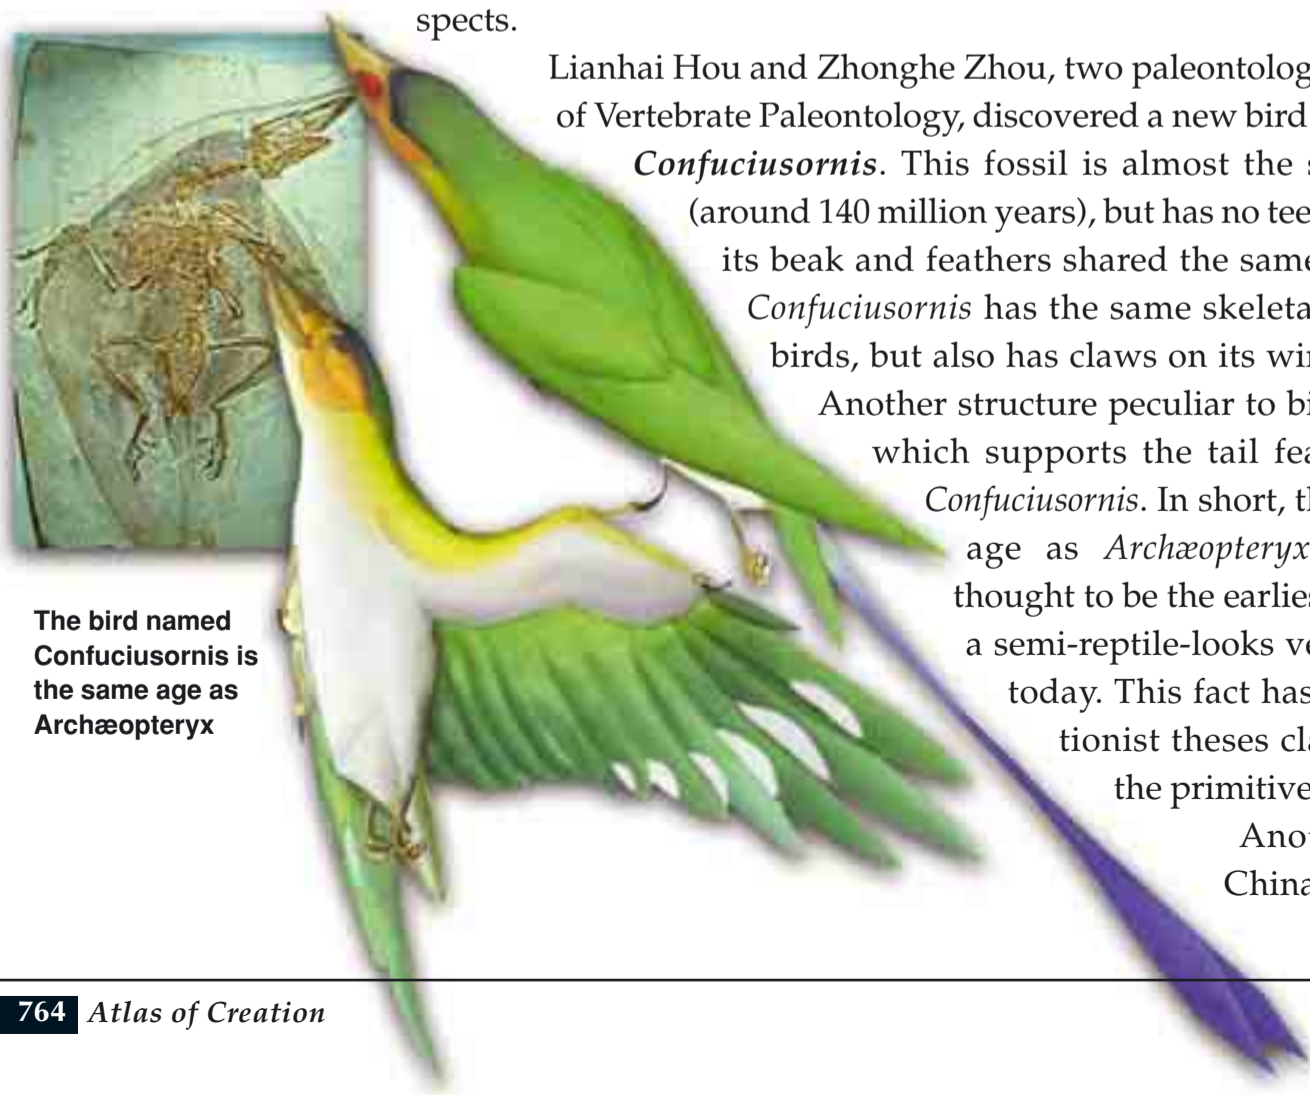 spects.
Lianhai Hou and Zhonghe Zhou, two paleontolog
of Vertebrate Paleontology, discovered a new bird
Confuciusornis. This fossil is almost the s
(around 140 million years), but has no tee
its beak and feathers shared the same
Confuciusornis has the same skeleta
birds, but also has claws on its wi
Another structure peculiar to bi
which supports the tail fea
Confuciusornis. In short, th
age as Archæopteryx
thought to be the earlies
a semi-reptile-looks ve
today. This fact has
tionist theses cla
the primitive
Ano
China
The bird named
Confuciusornis is
the same age as
Archæopteryx
764 Atlas of Creation